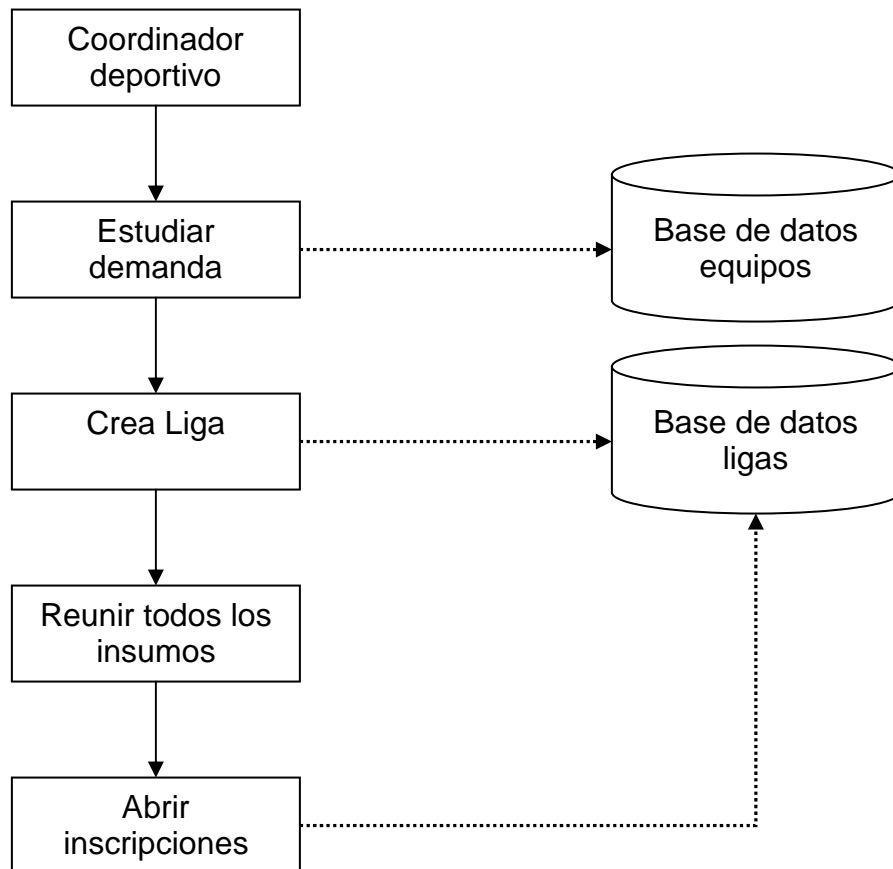 Coordinador
deportivo
Estudiar
demanda
Base de datos
equipos
Crea Liga
Base de datos
ligas
Reunir todos los
insumos
Abrir
inscripciones